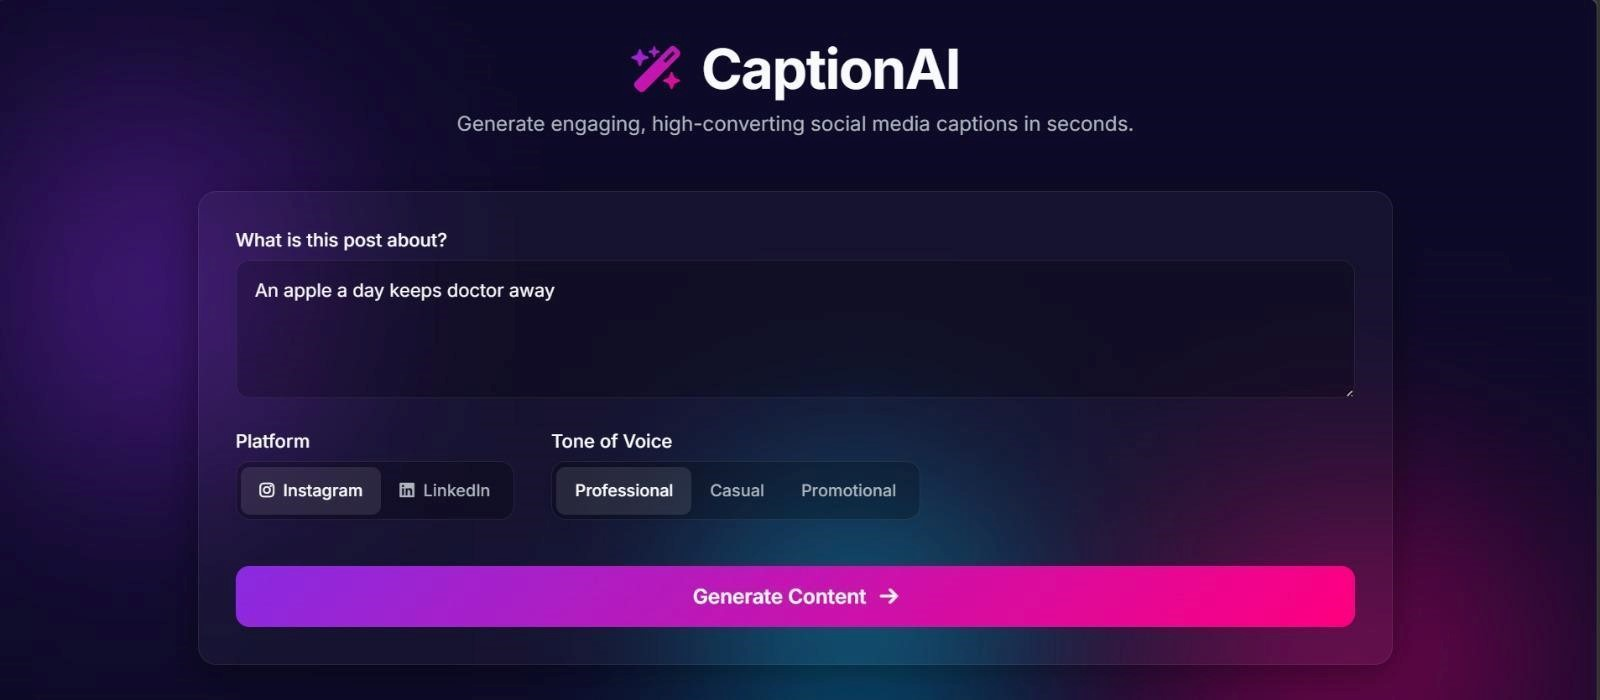 CaptionAI
Generate engaging, high-converting social media captions in seconds.
What is this post about?
An apple a day keeps doctor away
Platform
Tone of Voice
Instagram
LinkedIn
Professional
Casual
Promotional
Generate Content →